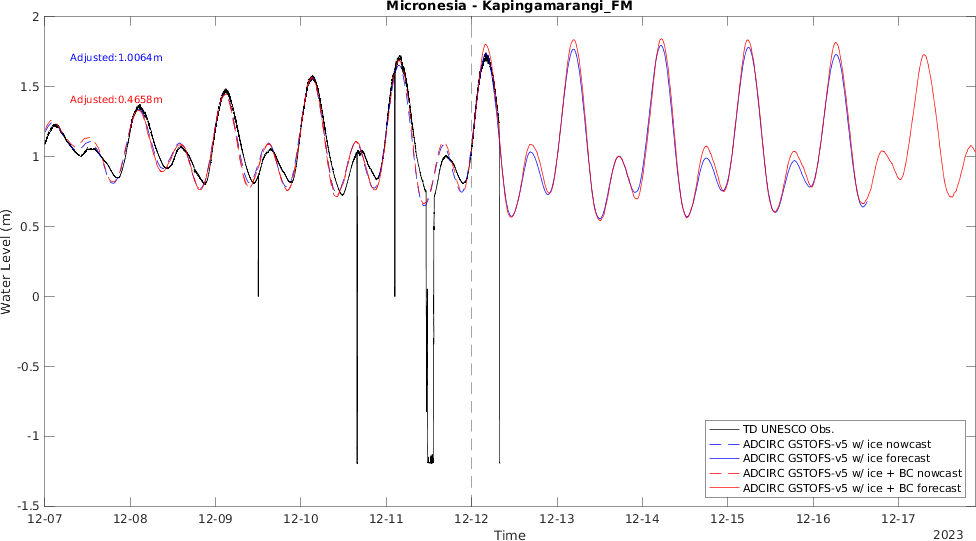 Micronesia - Kapingamarangi_FM
2
1.5
1
0.5
0
-0.5
-1
-1.5
Water Level (m)
Adjusted:1.0064m
Adjusted:0.4658m
TD UNESCO Obs.
ADCIRC GSTOFS-v5 w/ ice nowcast
ADCIRC GSTOFS-v5 w/ ice forecast
ADCIRC GSTOFS-v5 w/ ice + BC nowcast
ADCIRC GSTOFS-v5 w/ ice + BC forecast
12-07 12-08 12-09 12-10 12-11 12-12 12-13 12-14 12-15 12-16 12-17
Time
2023